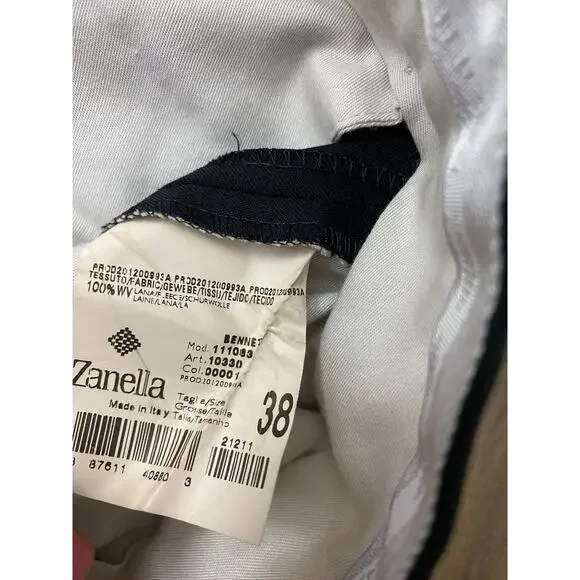 PROD201200993A PROD201200993A PROD201200993A
TESSUTO/FABRIC/GEWEBE/TISSU/TEJIDO/TECIDO
100%WV LANA/FLEECE/SCHURWOLLE
LAINE/LANA/LA
BENNET
Mod. 111083
Art. 10330
Col. 00001
PROD201200993A
Zanella
Made in Italy
Taglia/Size
Grosse/Taille
Talla/Tamanho
38
21211
87611 40880 3